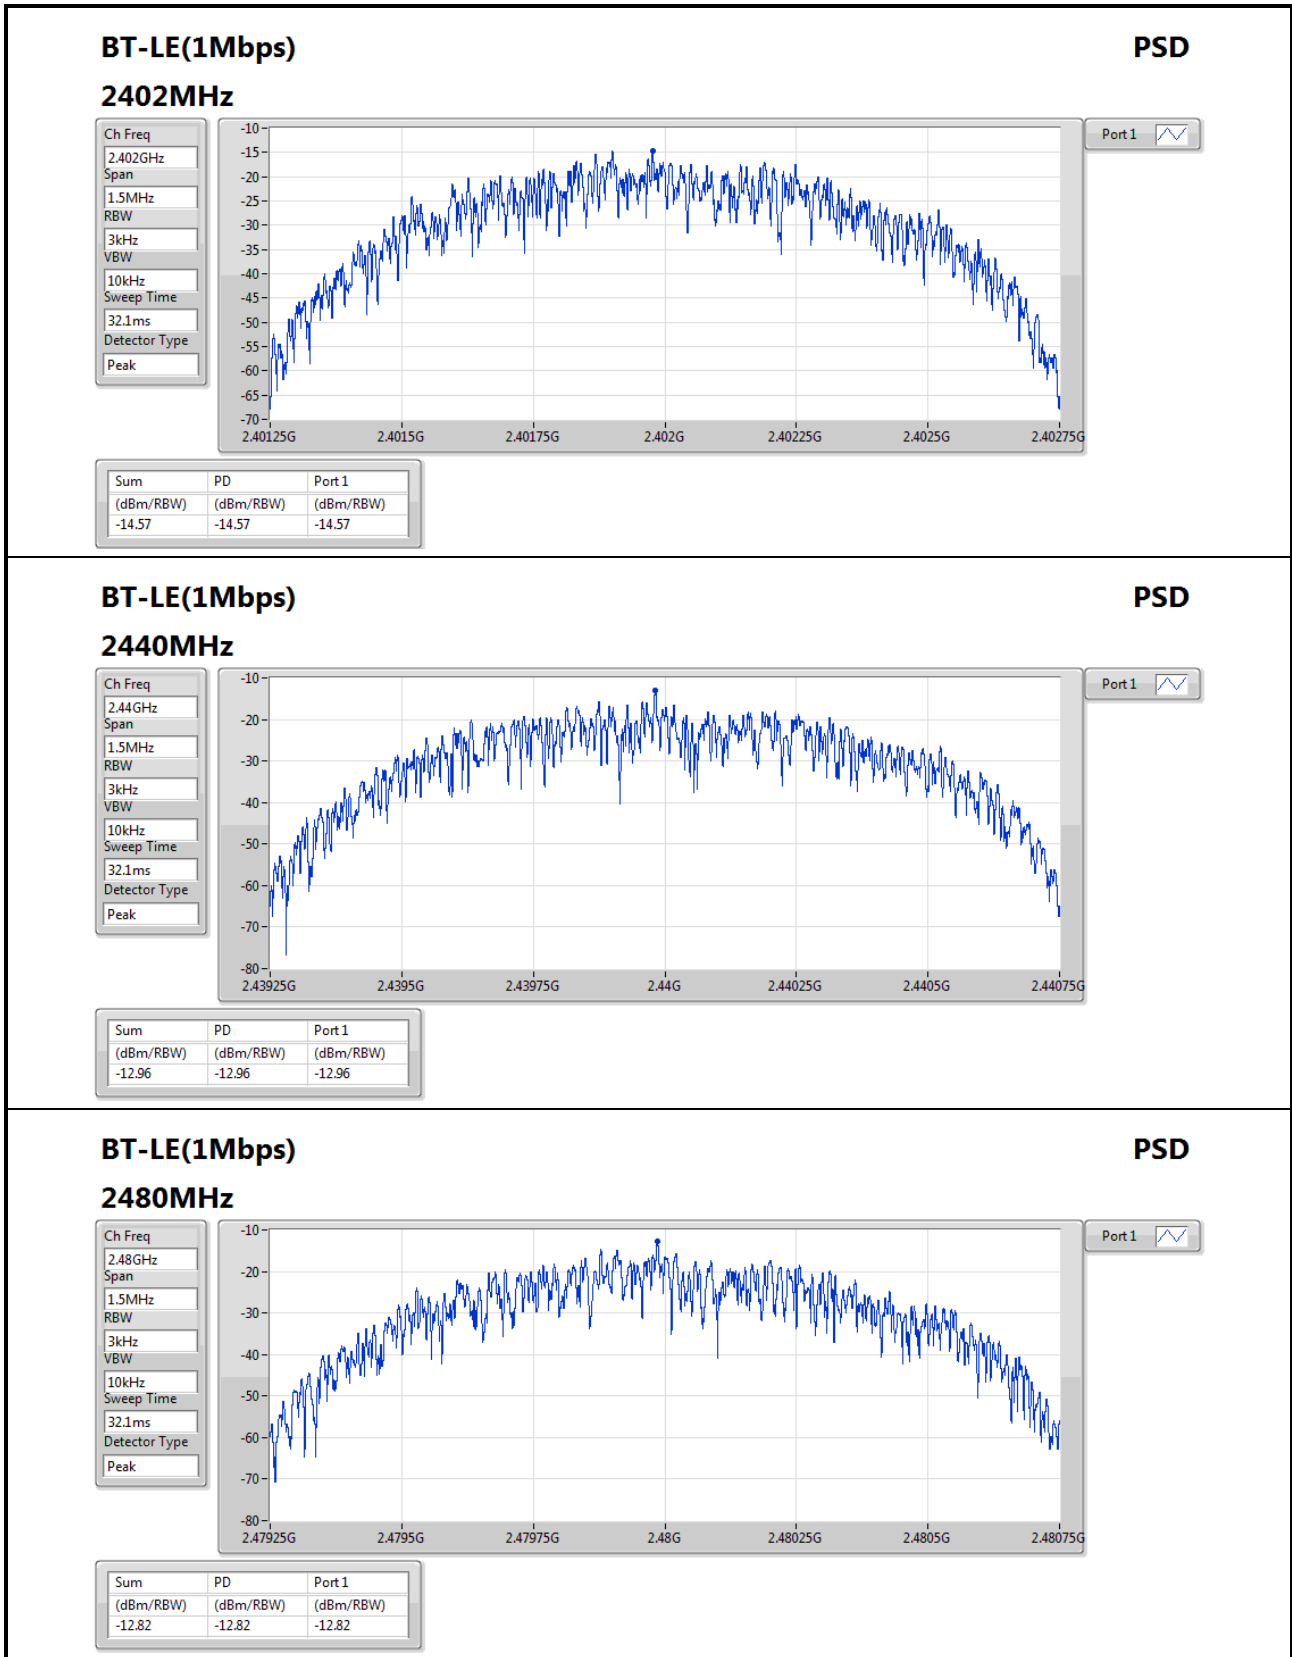 BT-LE(1Mbps) PSD
2402MHz
Ch Freq
2.402GHz
Span
1.5MHz
RBW
3kHz
VBW
10kHz
Sweep Time
32.1ms
Detector Type
Peak
-10
-15
-20
-25
-30
-35
-40
-45
-50
-55
-60
-65
-70
2.40125G 2.4015G 2.40175G 2.402G 2.40225G 2.4025G 2.40275G
Port 1
Sum PD Port 1
(dBm/RBW) (dBm/RBW) (dBm/RBW)
-14.57 -14.57 -14.57
BT-LE(1Mbps) PSD
2440MHz
Ch Freq
2.44GHz
Span
1.5MHz
RBW
3kHz
VBW
10kHz
Sweep Time
32.1ms
Detector Type
Peak
-10
-20
-30
-40
-50
-60
-70
-80
2.43925G 2.4395G 2.43975G 2.44G 2.44025G 2.4405G 2.44075G
Port 1
Sum PD Port 1
(dBm/RBW) (dBm/RBW) (dBm/RBW)
-12.96 -12.96 -12.96
BT-LE(1Mbps) PSD
2480MHz
Ch Freq
2.48GHz
Span
1.5MHz
RBW
3kHz
VBW
10kHz
Sweep Time
32.1ms
Detector Type
Peak
-10
-20
-30
-40
-50
-60
-70
-80
2.47925G 2.4795G 2.47975G 2.48G 2.48025G 2.4805G 2.48075G
Port 1
Sum PD Port 1
(dBm/RBW) (dBm/RBW) (dBm/RBW)
-12.82 -12.82 -12.82